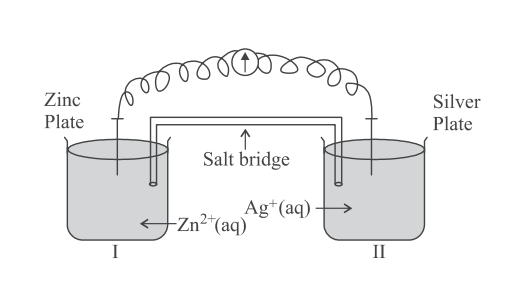 Zinc
Plate
Silver
Plate
Salt bridge
Zn²⁺(aq)
Ag⁺(aq)
I
II